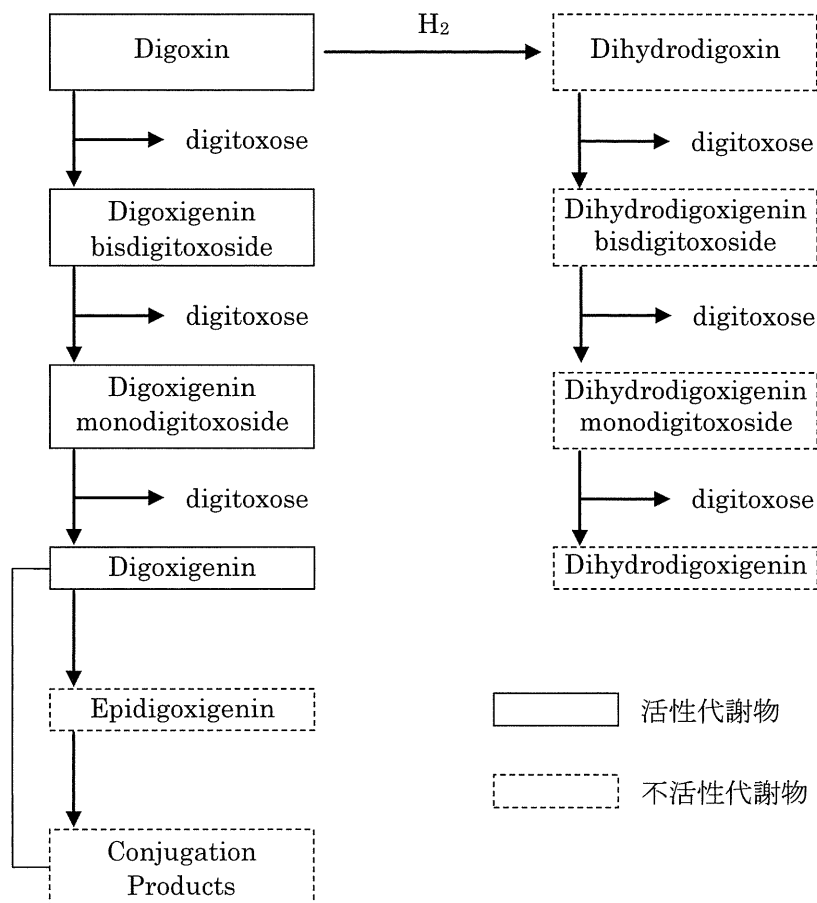 Digoxin
H₂
Dihydrodigoxin
digitoxose
digitoxose
Digoxigenin
bisdigitoxoside
Dihydrodigoxigenin
bisdigitoxoside
digitoxose
digitoxose
Digoxigenin
monodigitoxoside
Dihydrodigoxigenin
monodigitoxoside
digitoxose
digitoxose
Digoxigenin
Dihydrodigoxigenin
Epidigoxigenin
活性代謝物
不活性代謝物
Conjugation
Products